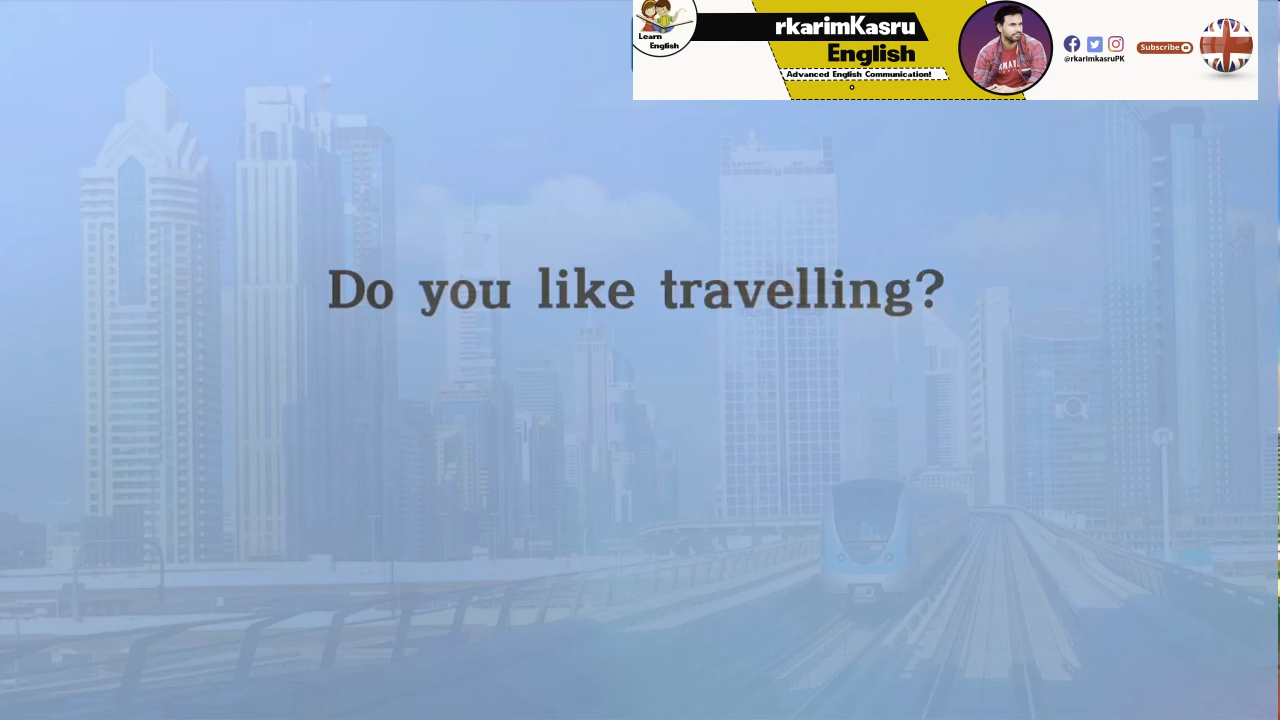 Learn
English
rkarimKasru
English
Advanced English Communication!
@rkarimkasruPK
Subscribe
Do you like travelling?